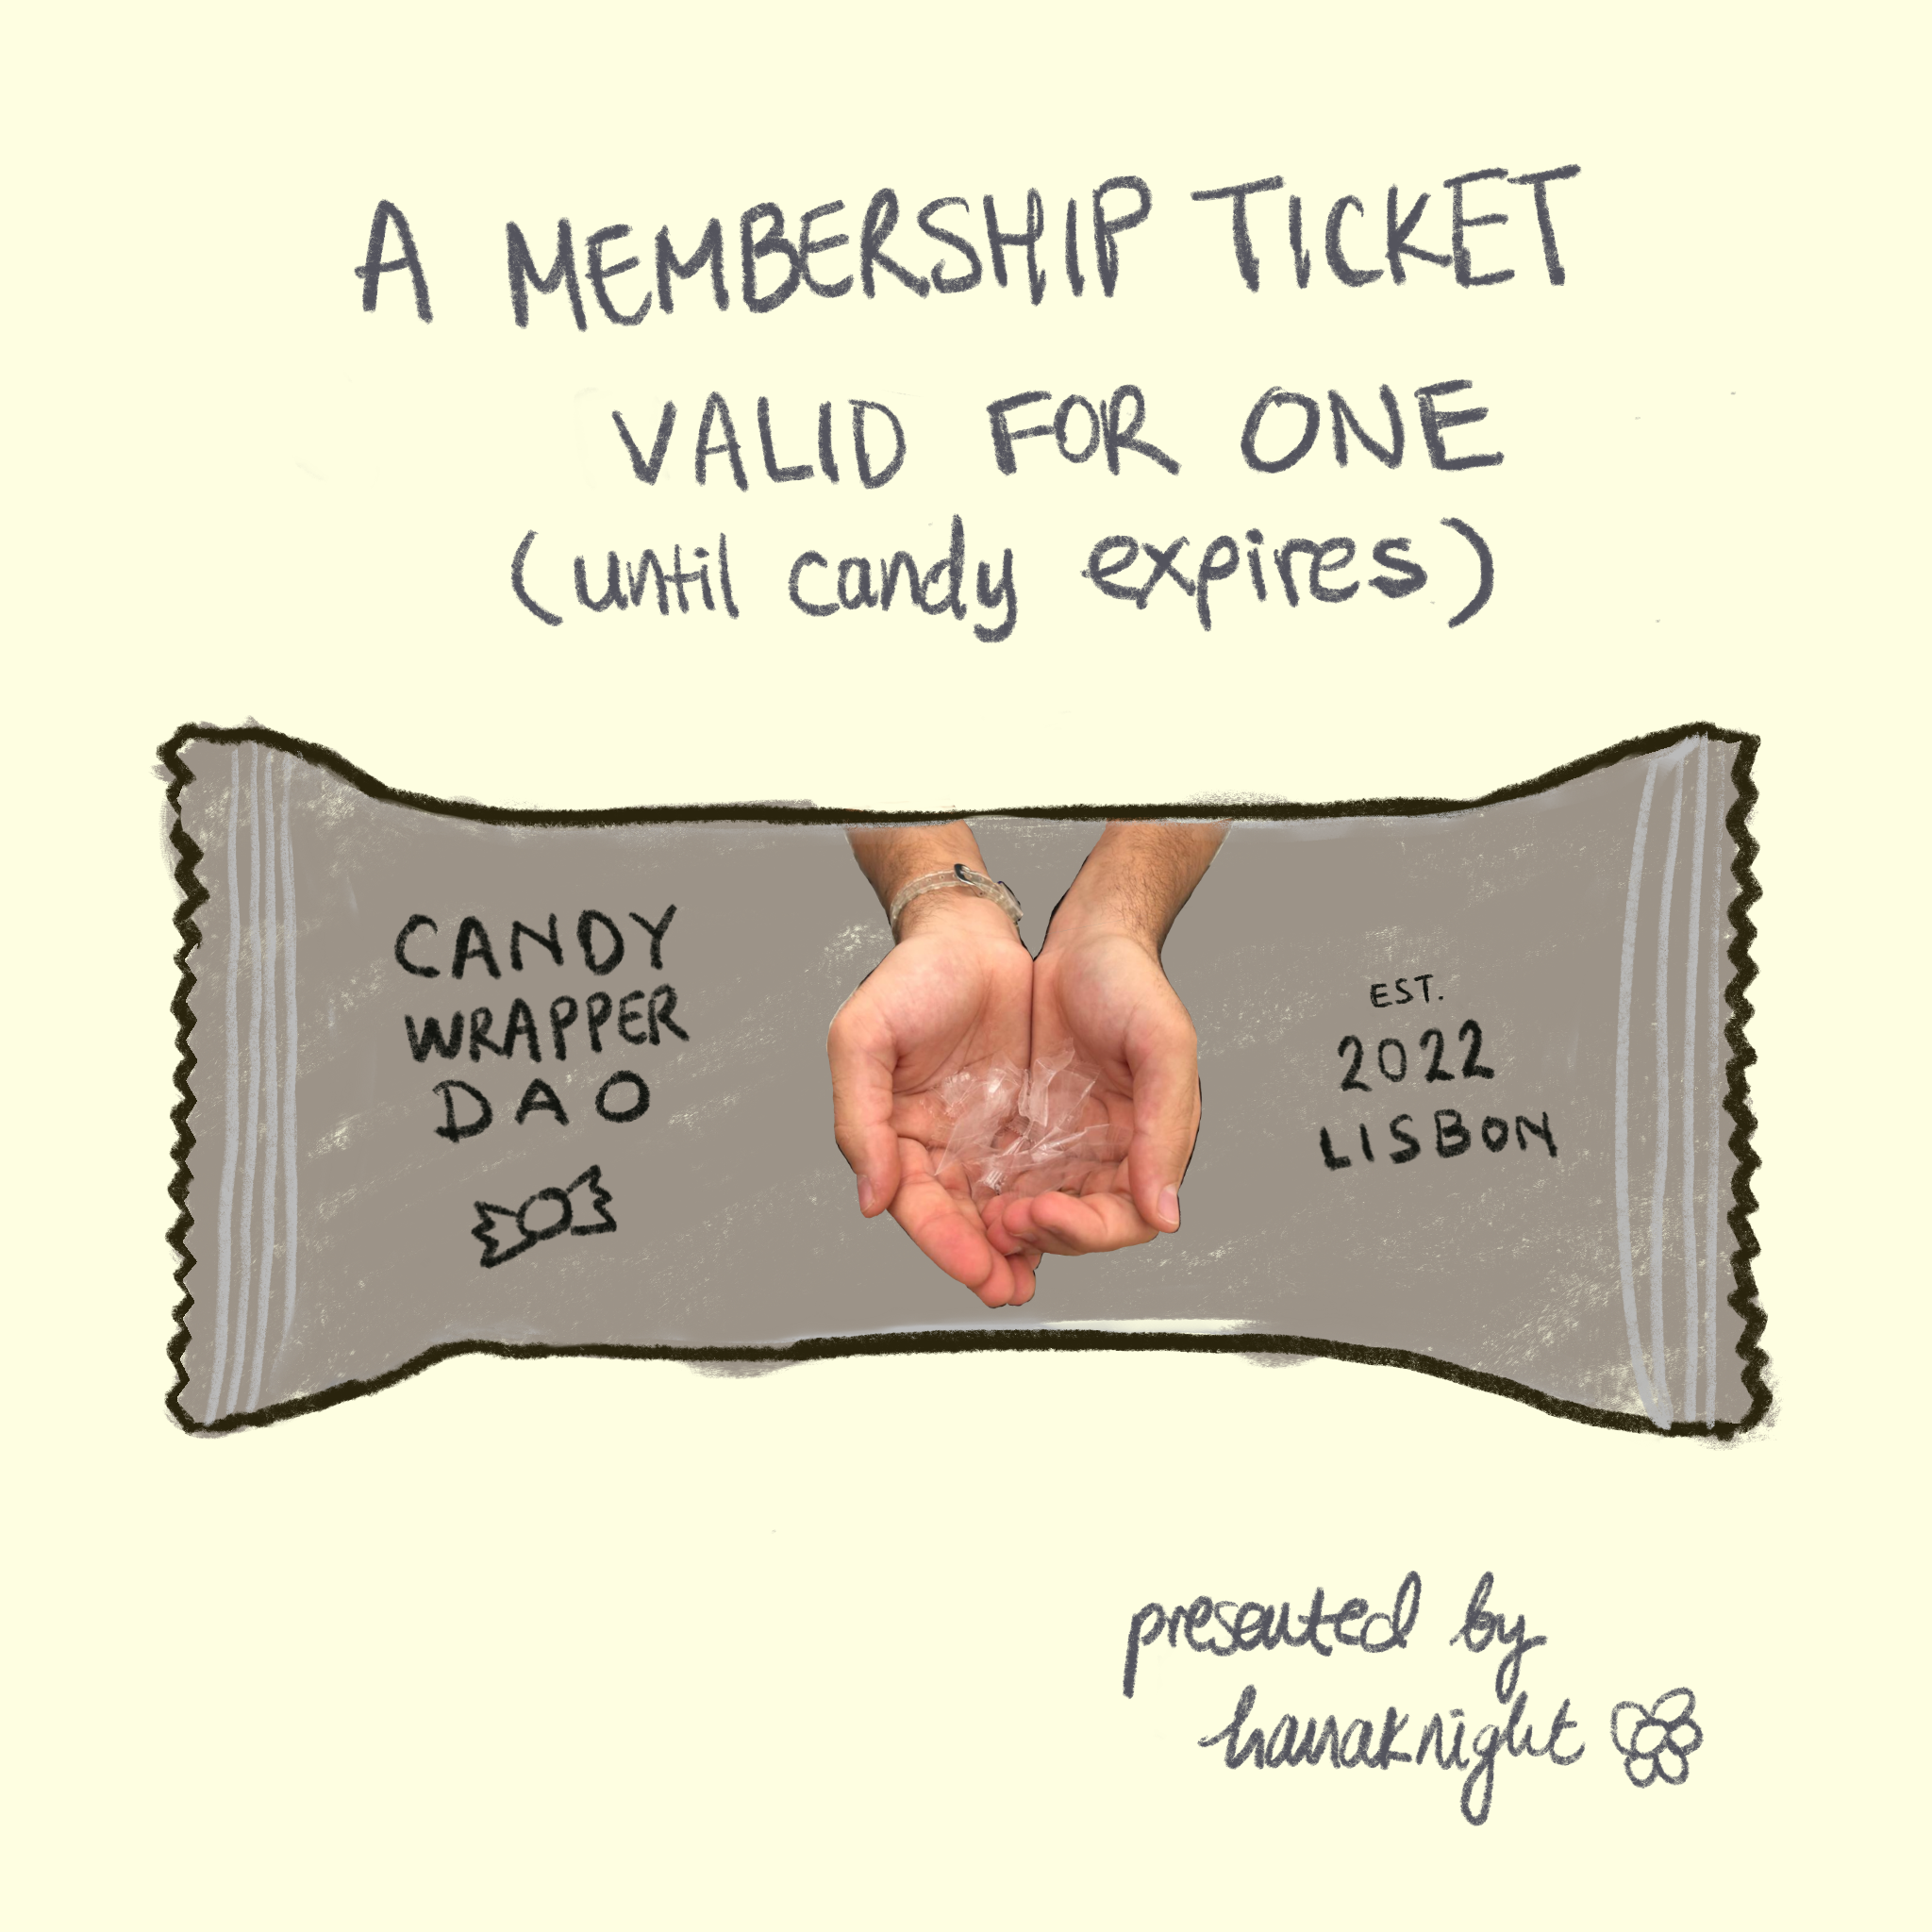 A MEMBERSHIP TICKET
VALID FOR ONE
(until candy expires)
CANDY
WRAPPER
DAO
EST.
2022
LISBON
presented by
hanaknight